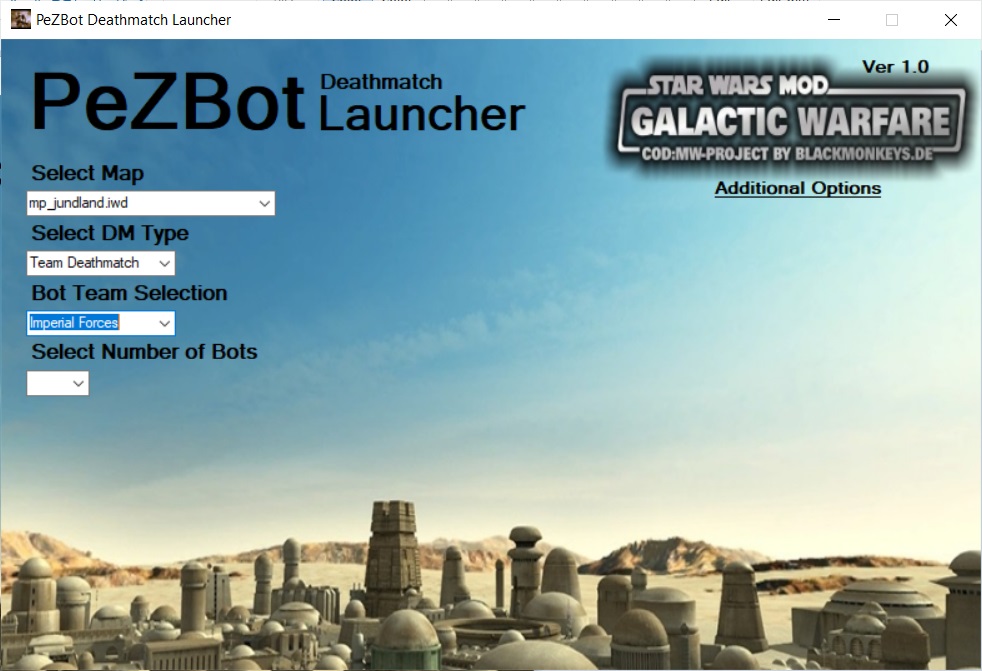 PeZBot Deathmatch Launcher
PeZBot
Deathmatch
Launcher
Ver 1.0
STAR WARS MOD
GALACTIC WARFARE
COD:MW-PROJECT BY BLACKMONKEYS.DE
Additional Options
Select Map
mp_jundland.iwd
Select DM Type
Team Deathmatch
Bot Team Selection
Imperial Forces
Select Number of Bots